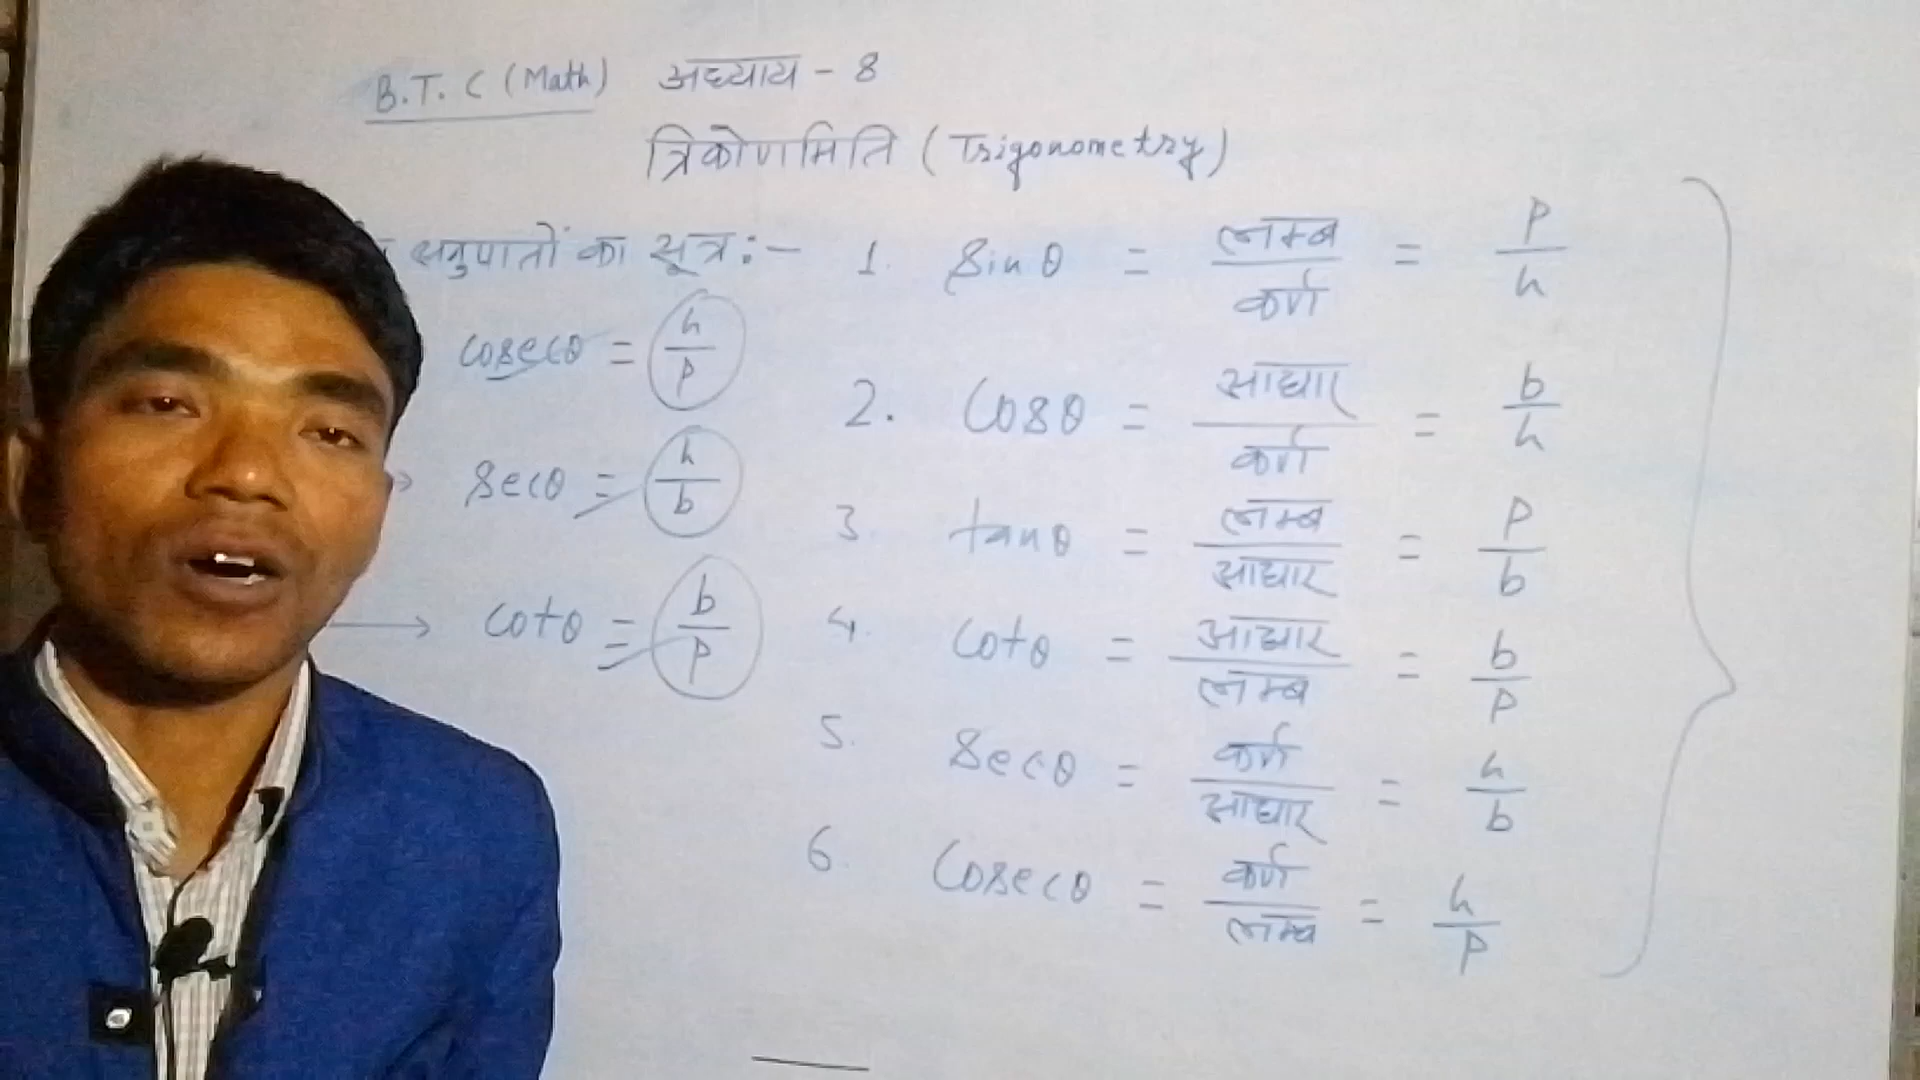 B.T.C (Math) अध्याय - 8
त्रिकोणमिति (Trigonometry)
अनुपातों का सूत्र :-
cosecθ = h/p
→ secθ = h/b
→ cotθ = b/p
1. sinθ = लम्ब/कर्ण = P/h
2. cosθ = आधार/कर्ण = b/h
3. tanθ = लम्ब/आधार = P/b
4. cotθ = आधार/लम्ब = b/P
5. secθ = कर्ण/आधार = h/b
6. cosecθ = कर्ण/लम्ब = h/P